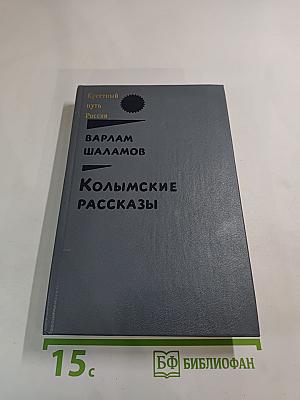 Крестный
путь
России
ВАРЛАМ
ШАЛАМОВ
КОЛЫМСКИЕ
РАССКАЗЫ
15с
БФ БИБЛИОФАН